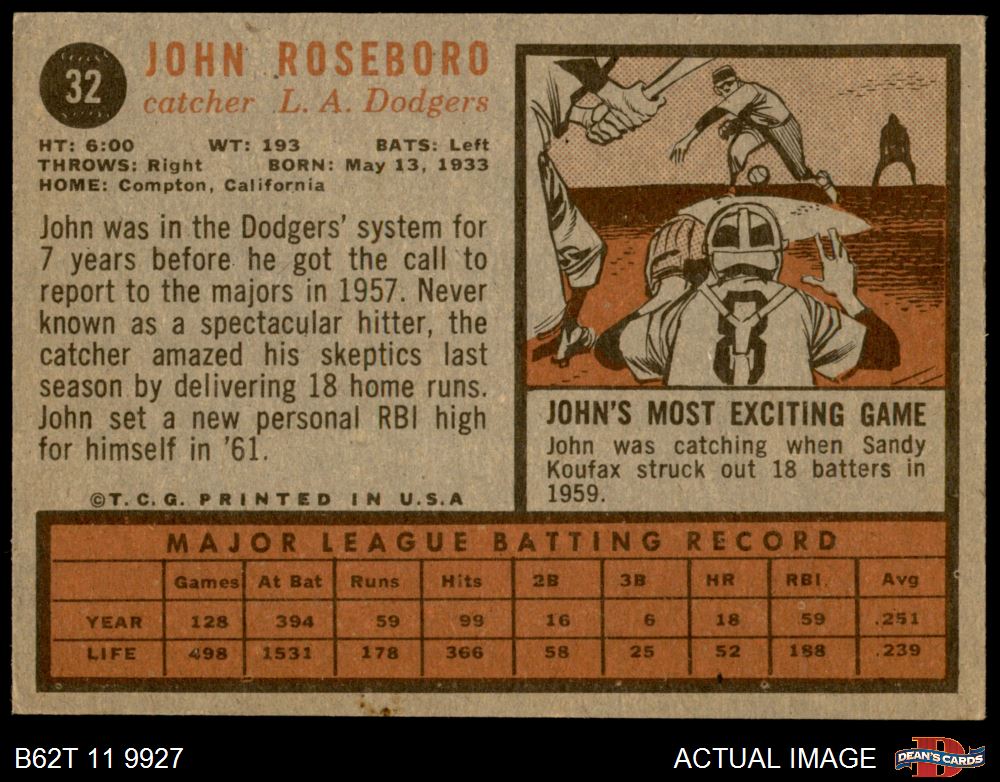 32
JOHN ROSEBORO
catcher L. A. Dodgers
HT: 6:00 WT: 193 BATS: Left
THROWS: Right BORN: May 13, 1933
HOME: Compton, California
John was in the Dodgers' system for
7 years before he got the call to
report to the majors in 1957. Never
known as a spectacular hitter, the
catcher amazed his skeptics last
season by delivering 18 home runs.
John set a new personal RBI high
for himself in '61.
©T. C. G. PRINTED IN U.S.A
8
JOHN'S MOST EXCITING GAME
John was catching when Sandy
Koufax struck out 18 batters in
1959.
MAJOR LEAGUE BATTING RECORD
Games At Bat Runs Hits 2B 3B HR RBI. Avg
YEAR 128 394 59 99 16 6 18 59 .251
LIFE 498 1531 178 366 58 25 52 188 .239
B62T 11 9927
ACTUAL IMAGE
D
DEAN'S CARDS